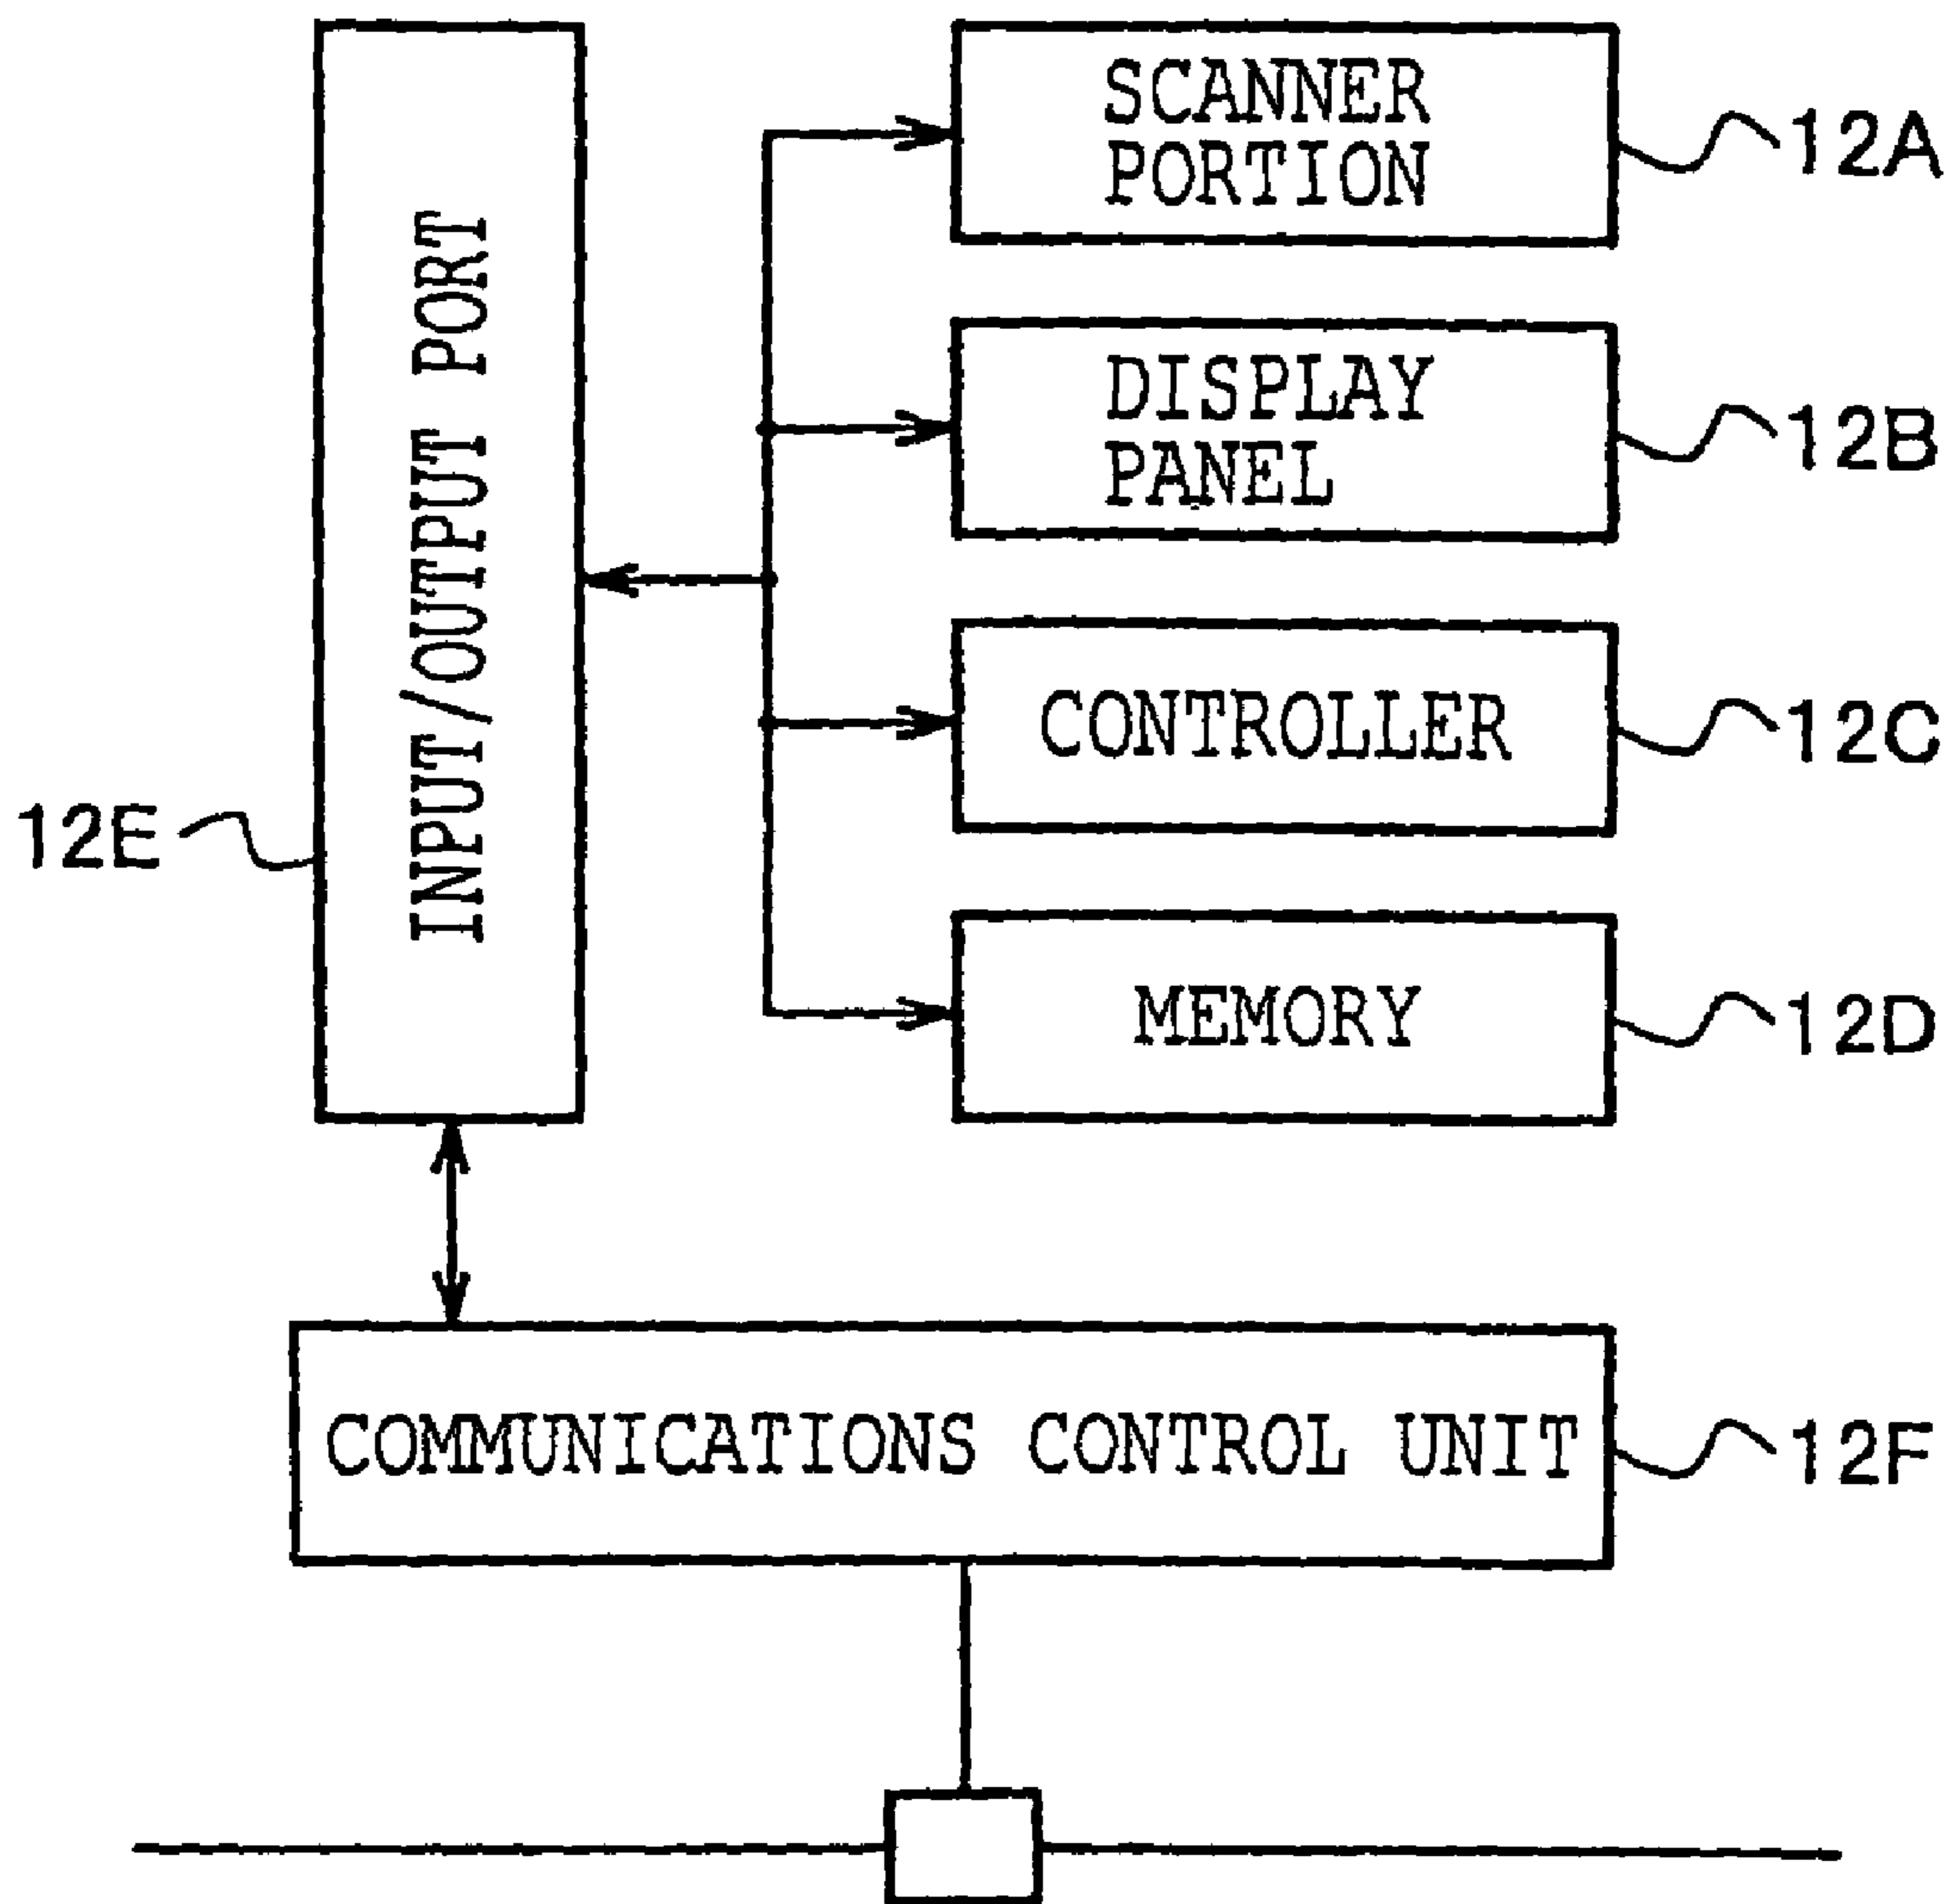 SCANNER
PORTION
12A
INPUT/OUTPUT PORT
DISPLAY
PANEL
12B
CONTROLLER
12C
12E
MEMORY
12D
COMMUNICATIONS CONTROL UNIT
12F